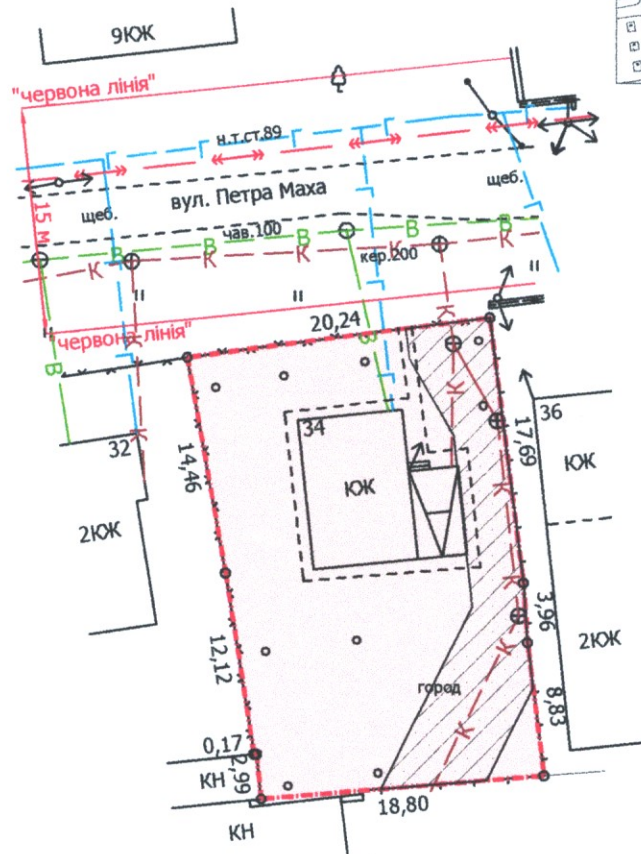 9КЖ
"червона лінія"
н.т.ст.89
вул. Петра Маха
щеб.
щеб.
15 м
чав.100
В
В
В
В
К
К
К
К
кер.200
"червона лінія"
20,24
В
В
К
К
К
К
32
34
36
14,46
17,69
КЖ
КЖ
2КЖ
К
3,96
2КЖ
12,12
город
8,83
К
0,17
2,99
КН
18,80
КН